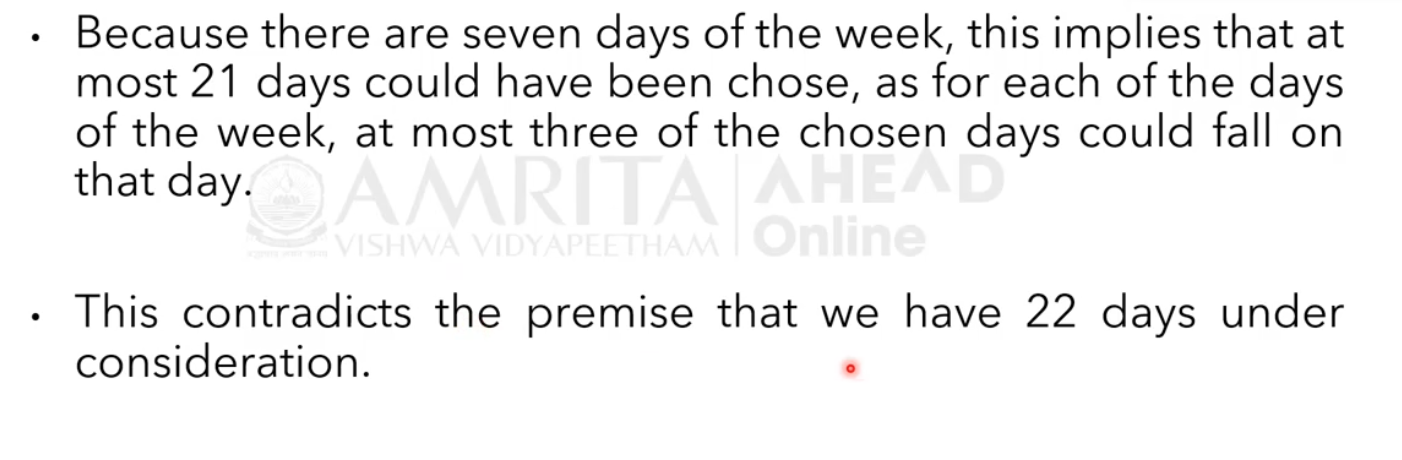 • Because there are seven days of the week, this implies that at
most 21 days could have been chose, as for each of the days
of the week, at most three of the chosen days could fall on
that day.
AMRITA AHEAD
VISHWA VIDYAPEETHAM Online
• This contradicts the premise that we have 22 days under
consideration.